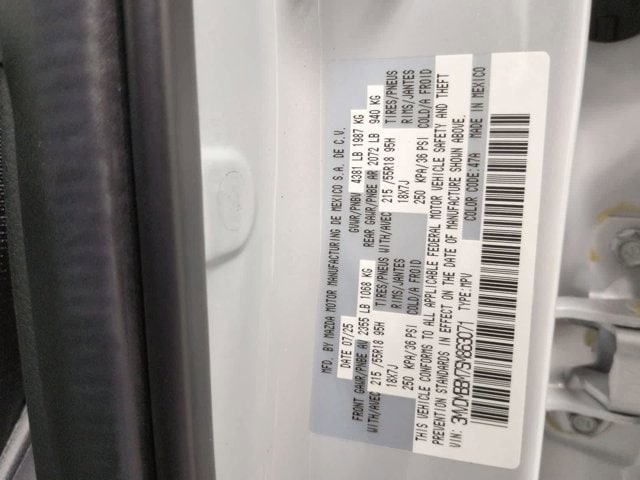 MFD. BY MAZDA MOTOR MANUFACTURING DE MEXICO S.A. DE C.V.
DATE 07/25 GVWR/PNBV 4381 LB 1987 KG
FRONT GAWR/PNBE AV 2355 LB 1068 KG REAR GAWR/PNBE AR 2072 LB 940 KG
WITH/AVEC 215/55R18 95H TIRES/PNEUS WITH/AVEC 215/55R18 95H TIRES/PNEUS
18X7J RIMS/JANTES 18X7J RIMS/JANTES
250 KPA/36 PSI COLD/A FROID 250 KPA/36 PSI COLD/A FROID
THIS VEHICLE CONFORMS TO ALL APPLICABLE FEDERAL MOTOR VEHICLE SAFETY AND THEFT
PREVENTION STANDARDS IN EFFECT ON THE DATE OF MANUFACTURE SHOWN ABOVE.
COLOR CODE:47A MADE IN MEXICO
VIN: TYPE:MPV